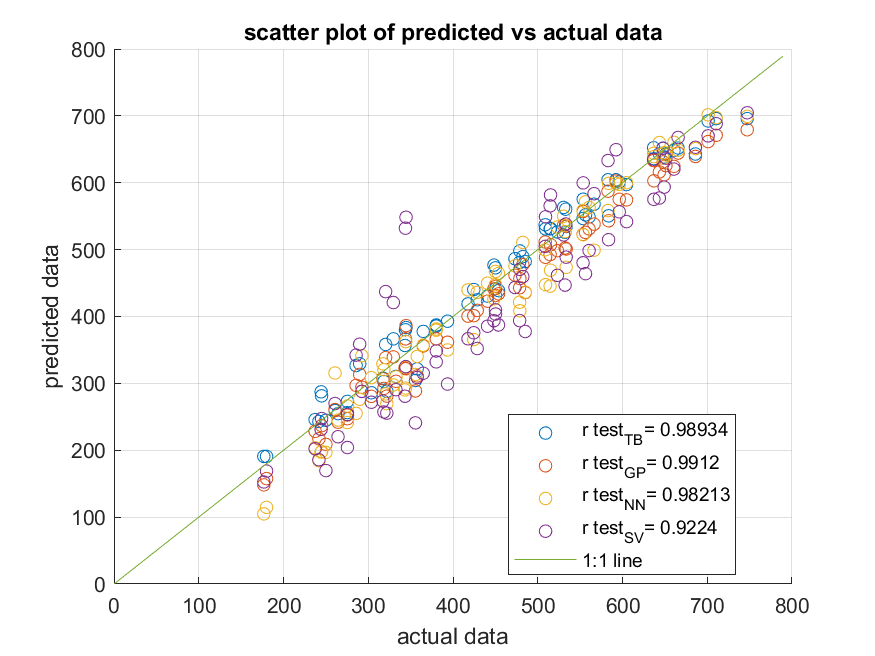 scatter plot of predicted vs actual data
800
700
600
500
400
300
200
100
0
predicted data
0 100 200 300 400 500 600 700 800
actual data
r test_TB= 0.98934
r test_GP= 0.9912
r test_NN= 0.98213
r test_SV= 0.9224
1:1 line